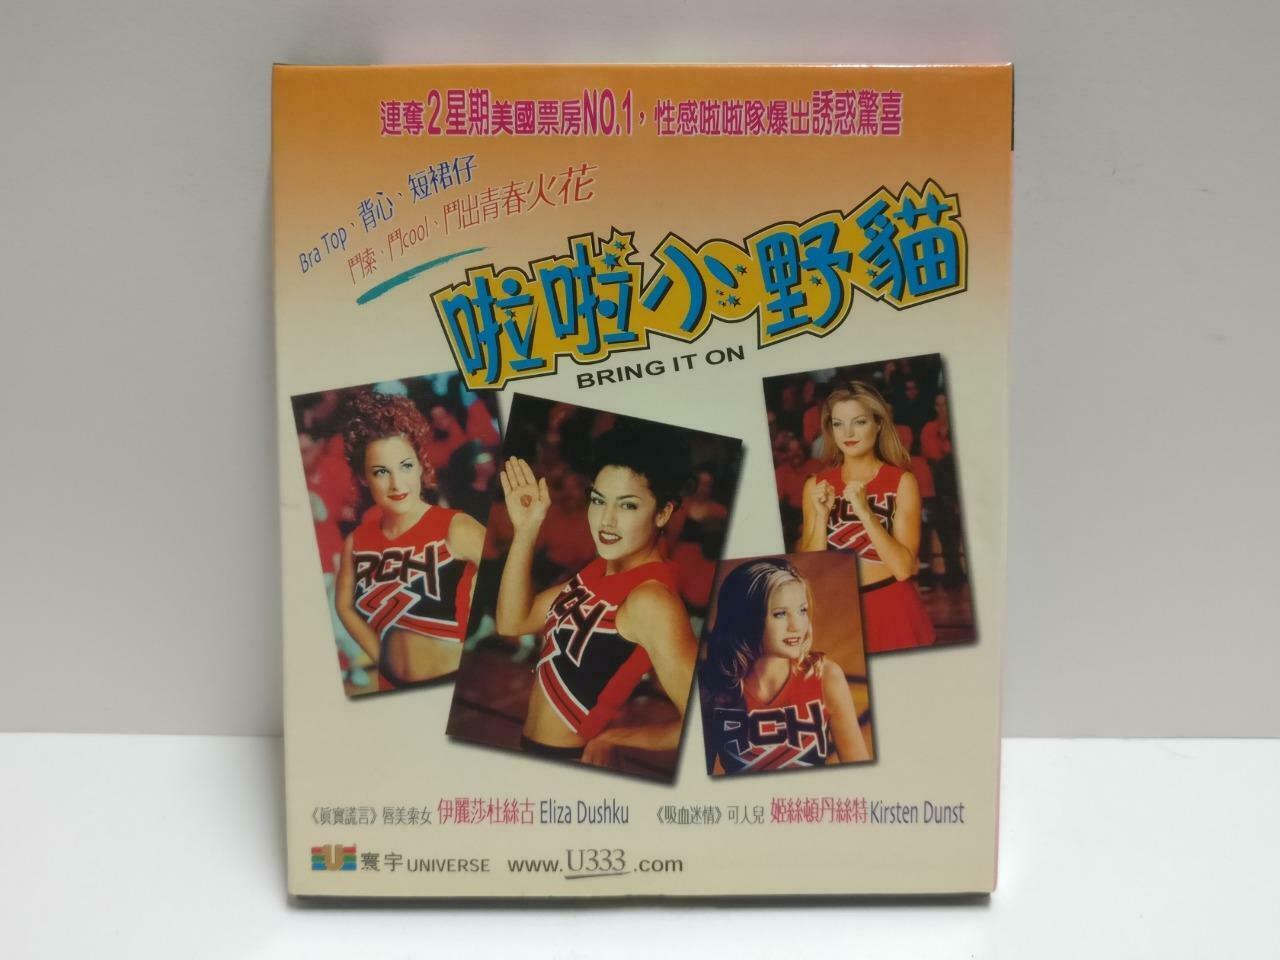 連奪2星期美國票房NO.1，性感啦啦隊爆出誘惑驚喜
Bra Top、背心、短裙仔
鬥索、鬥cool、鬥出青春火花
啦啦小野貓
BRING IT ON
RCH
RCH
RCH
RCH
《眞實謊言》唇美索女 伊麗莎杜絲古 Eliza Dushku
《吸血迷情》可人兒 姬絲頓丹絲特 Kirsten Dunst
U 寰宇 UNIVERSE www.U333.com